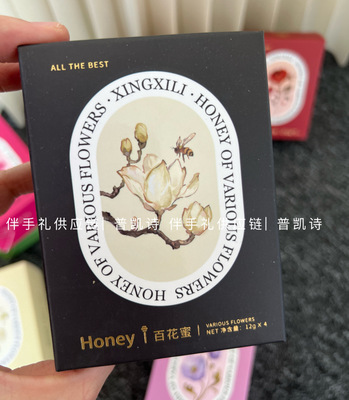 ALL THE BEST
XINGXILI · HONEY OF VARIOUS FLOWERS
HONEY OF VARIOUS FLOWERS ·
伴手礼供应链| 普凯诗 伴手礼供应链| 普凯诗
Honey 百花蜜
VARIOUS FLOWERS
NET 净含量: 12g X 4